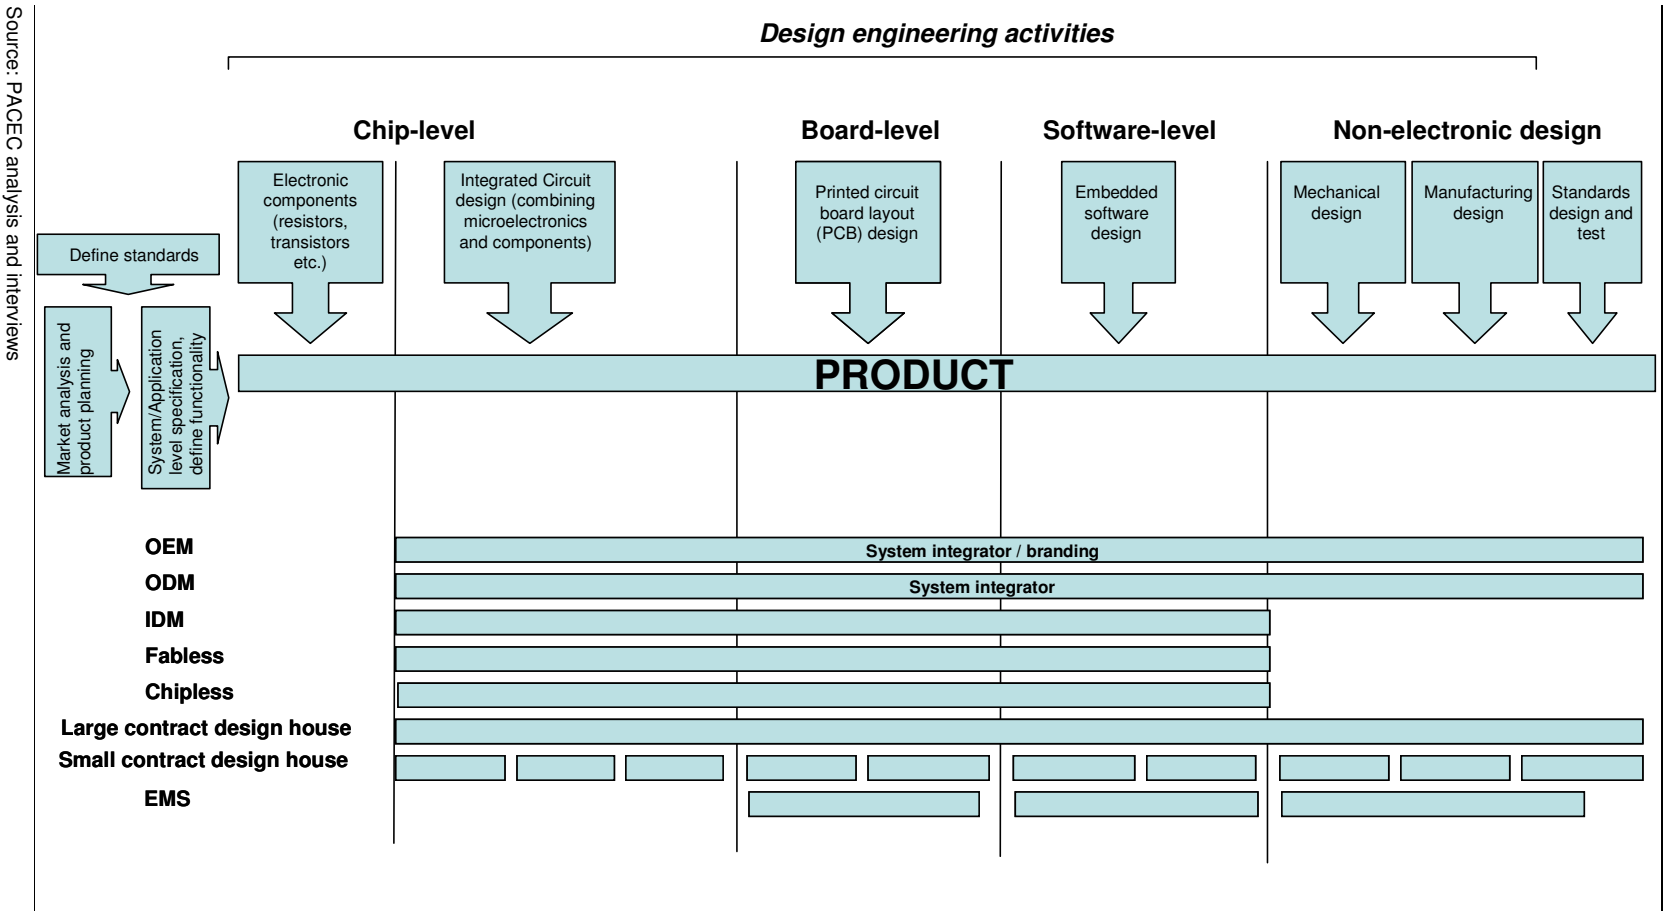 Source: PACEC analysis and interviews
Design engineering activities
Chip-level
Board-level
Software-level
Non-electronic design
Electronic
components
(resistors,
transistors
etc.)
Integrated Circuit
design (combining
microelectronics
and components)
Printed circuit
board layout
(PCB) design
Embedded
software
design
Mechanical
design
Manufacturing
design
Standards
design and
test
Define standards
Market analysis and
product planning
System/Application
level specification,
define functionality
PRODUCT
OEM
System integrator / branding
ODM
System integrator
IDM
Fabless
Chipless
Large contract design house
Small contract design house
EMS